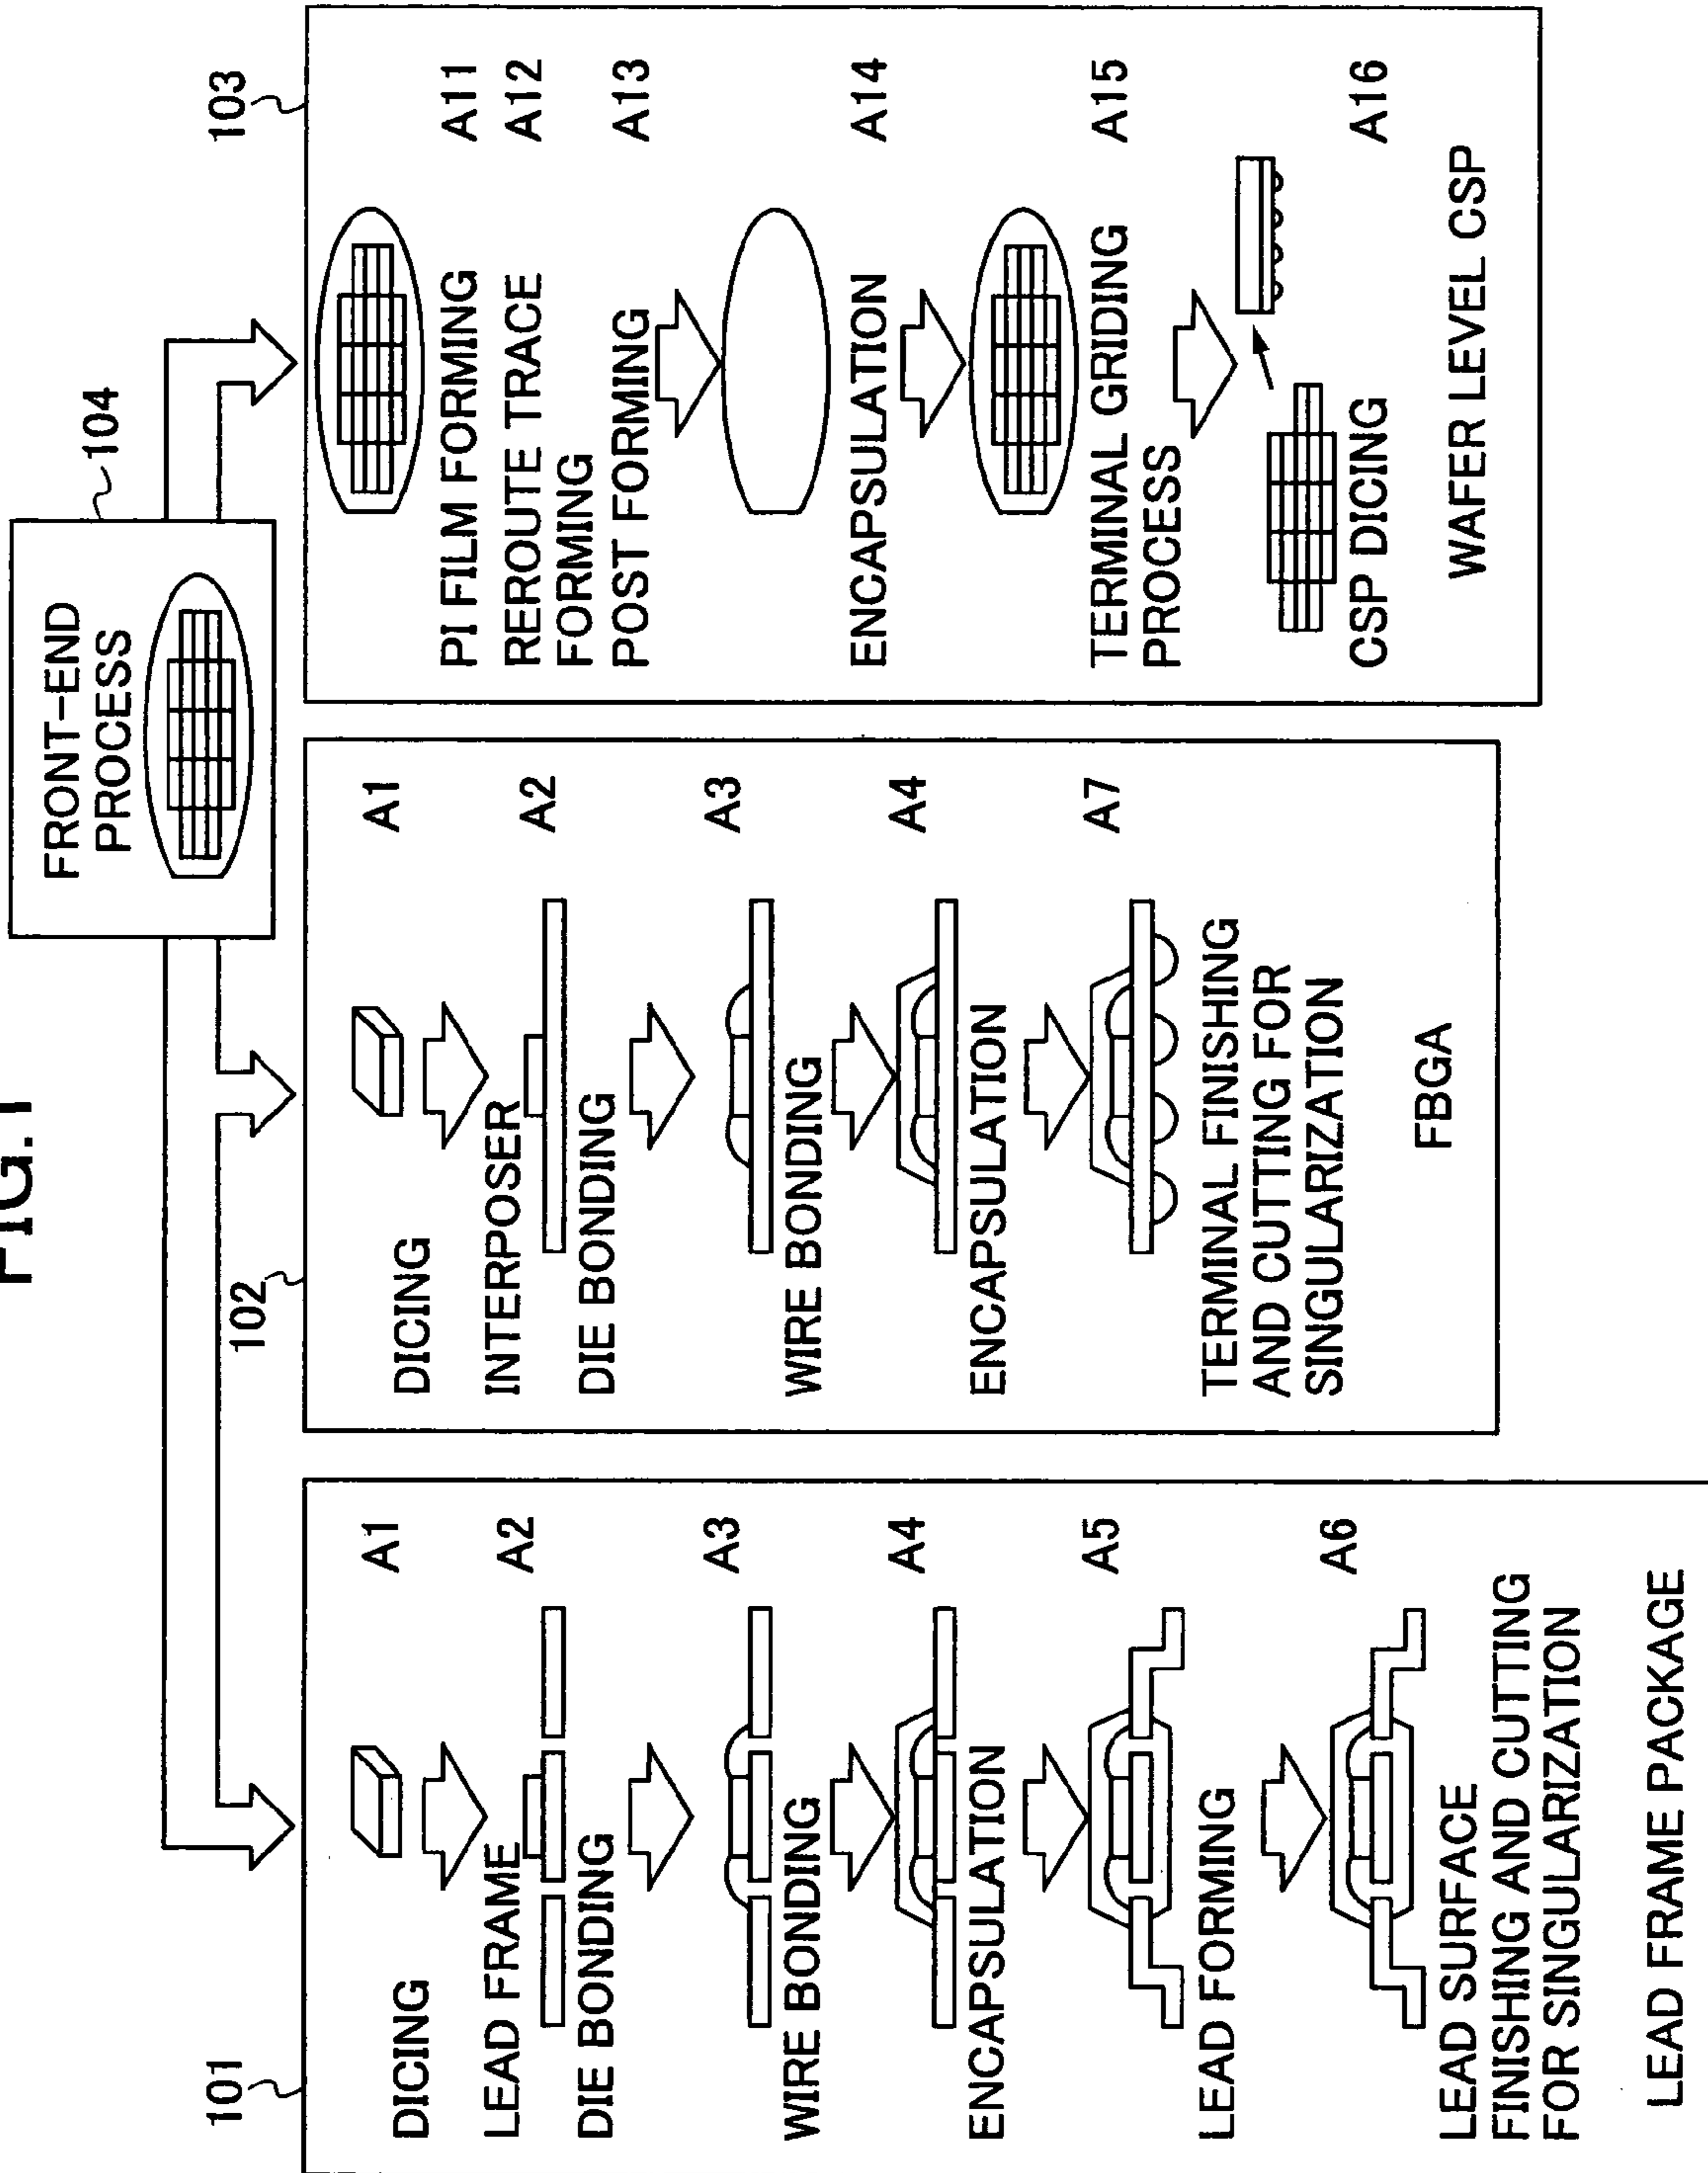 FIG.1
FRONT-END
PROCESS
104
101
DICING
A1
LEAD FRAME
A2
DIE BONDING
WIRE BONDING
A3
ENCAPSULATION
A4
LEAD FORMING
A5
LEAD SURFACE
FINISHING AND CUTTING
FOR SINGULARIZATION
A6
LEAD FRAME PACKAGE
102
DICING
A1
INTERPOSER
A2
DIE BONDING
WIRE BONDING
A3
ENCAPSULATION
A4
TERMINAL FINISHING
AND CUTTING FOR
SINGULARIZATION
A7
FBGA
103
PI FILM FORMING
A11
REROUTE TRACE
FORMING
A12
POST FORMING
A13
ENCAPSULATION
A14
TERMINAL GRIDING
PROCESS
A15
CSP DICING
A16
WAFER LEVEL CSP